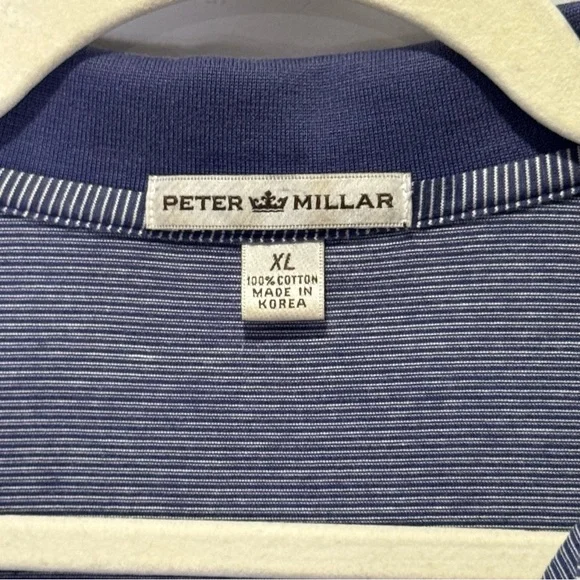 PETER MILLAR
XL
100% COTTON
MADE IN
KOREA